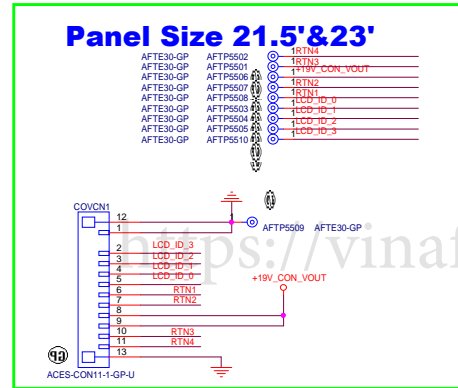 Panel Size 21.5'&23'
AFTE30-GP AFTP5502 1 RTN4
AFTE30-GP AFTP5501 1 RTN3
AFTE30-GP AFTP5506 1 +19V_CON_VOUT
AFTE30-GP AFTP5507 1 RTN2
AFTE30-GP AFTP5508 1 RTN1
AFTE30-GP AFTP5503 1 LCD_ID_0
AFTE30-GP AFTP5504 1 LCD_ID_1
AFTE30-GP AFTP5505 1 LCD_ID_2
AFTE30-GP AFTP5510 1 LCD_ID_3
COVCN1
12
1
AFTP5509 AFTE30-GP
2 LCD_ID_3
3 LCD_ID_2
4 LCD_ID_1
5 LCD_ID_0
6 RTN1
7 RTN2
8
9
+19V_CON_VOUT
10 RTN3
11 RTN4
13
ACES-CON11-1-GP-U
https://vinaf